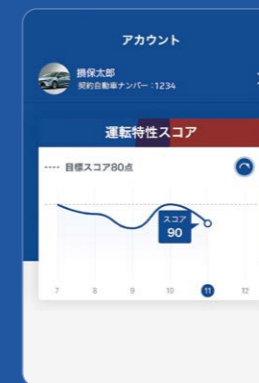 アカウント
損保太郎
契約自動車ナンバー：1234
運転特性スコア
---- 目標スコア80点
スコア
90
7 8 9 10 11 12